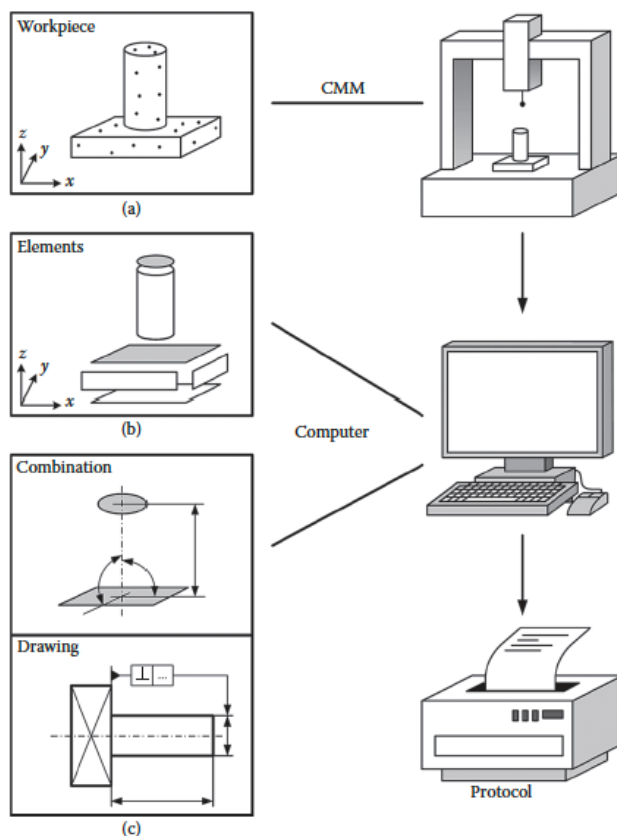 Workpiece
CMM
z
y
x
(a)
Elements
z
y
x
(b)
Computer
Combination
Drawing
⊥ ...
Protocol
(c)